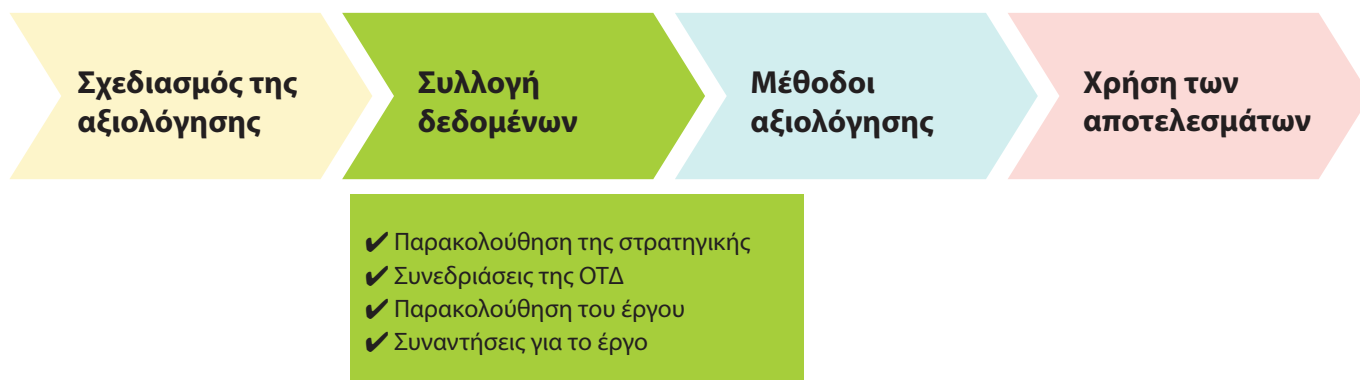 Σχεδιασμός της
αξιολόγησης
Συλλογή
δεδομένων
Μέθοδοι
αξιολόγησης
Χρήση των
αποτελεσμάτων
✔ Παρακολούθηση της στρατηγικής
✔ Συνεδριάσεις της ΟΤΔ
✔ Παρακολούθηση του έργου
✔ Συναντήσεις για το έργο